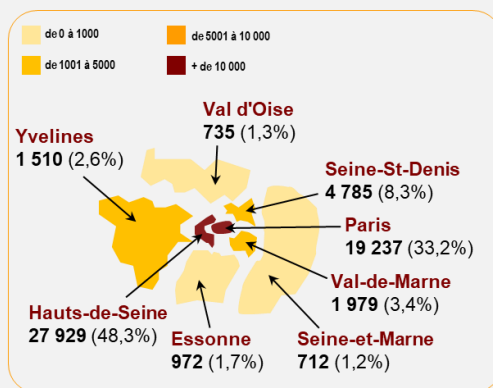 de 0 à 1000
de 5001 à 10 000
de 1001 à 5000
+ de 10 000
Val d'Oise
735 (1,3%)
Yvelines
1 510 (2,6%)
Seine-St-Denis
4 785 (8,3%)
Paris
19 237 (33,2%)
Val-de-Marne
1 979 (3,4%)
Hauts-de-Seine
27 929 (48,3%)
Essonne
972 (1,7%)
Seine-et-Marne
712 (1,2%)